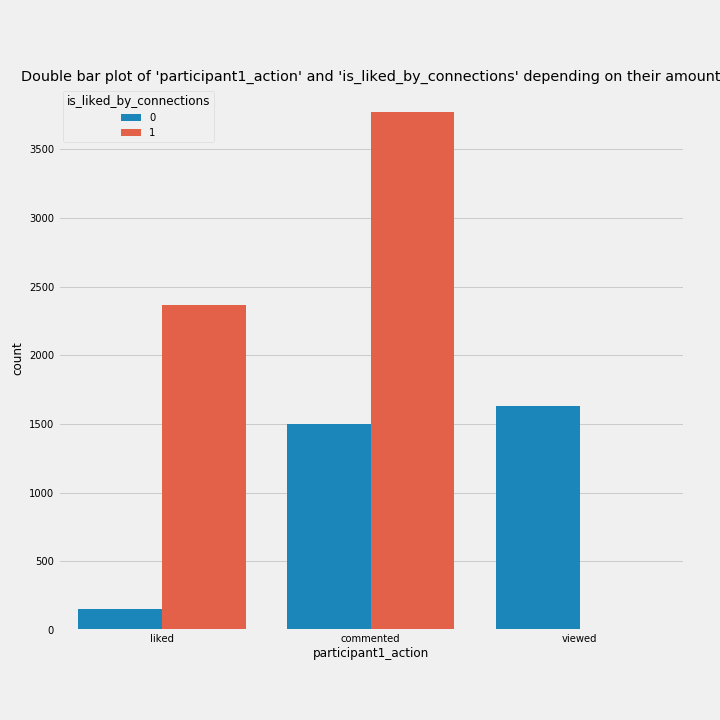 Double bar plot of 'participant1_action' and 'is_liked_by_connections' depending on their amount
is_liked_by_connections
0
1
3500
3000
2500
2000
1500
1000
500
0
count
liked commented viewed
participant1_action